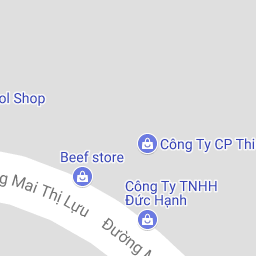 ol Shop
Công Ty CP Thi
Beef store
Công Ty TNHH
Đức Hạnh
g Mai Thị Lựu
Đường M